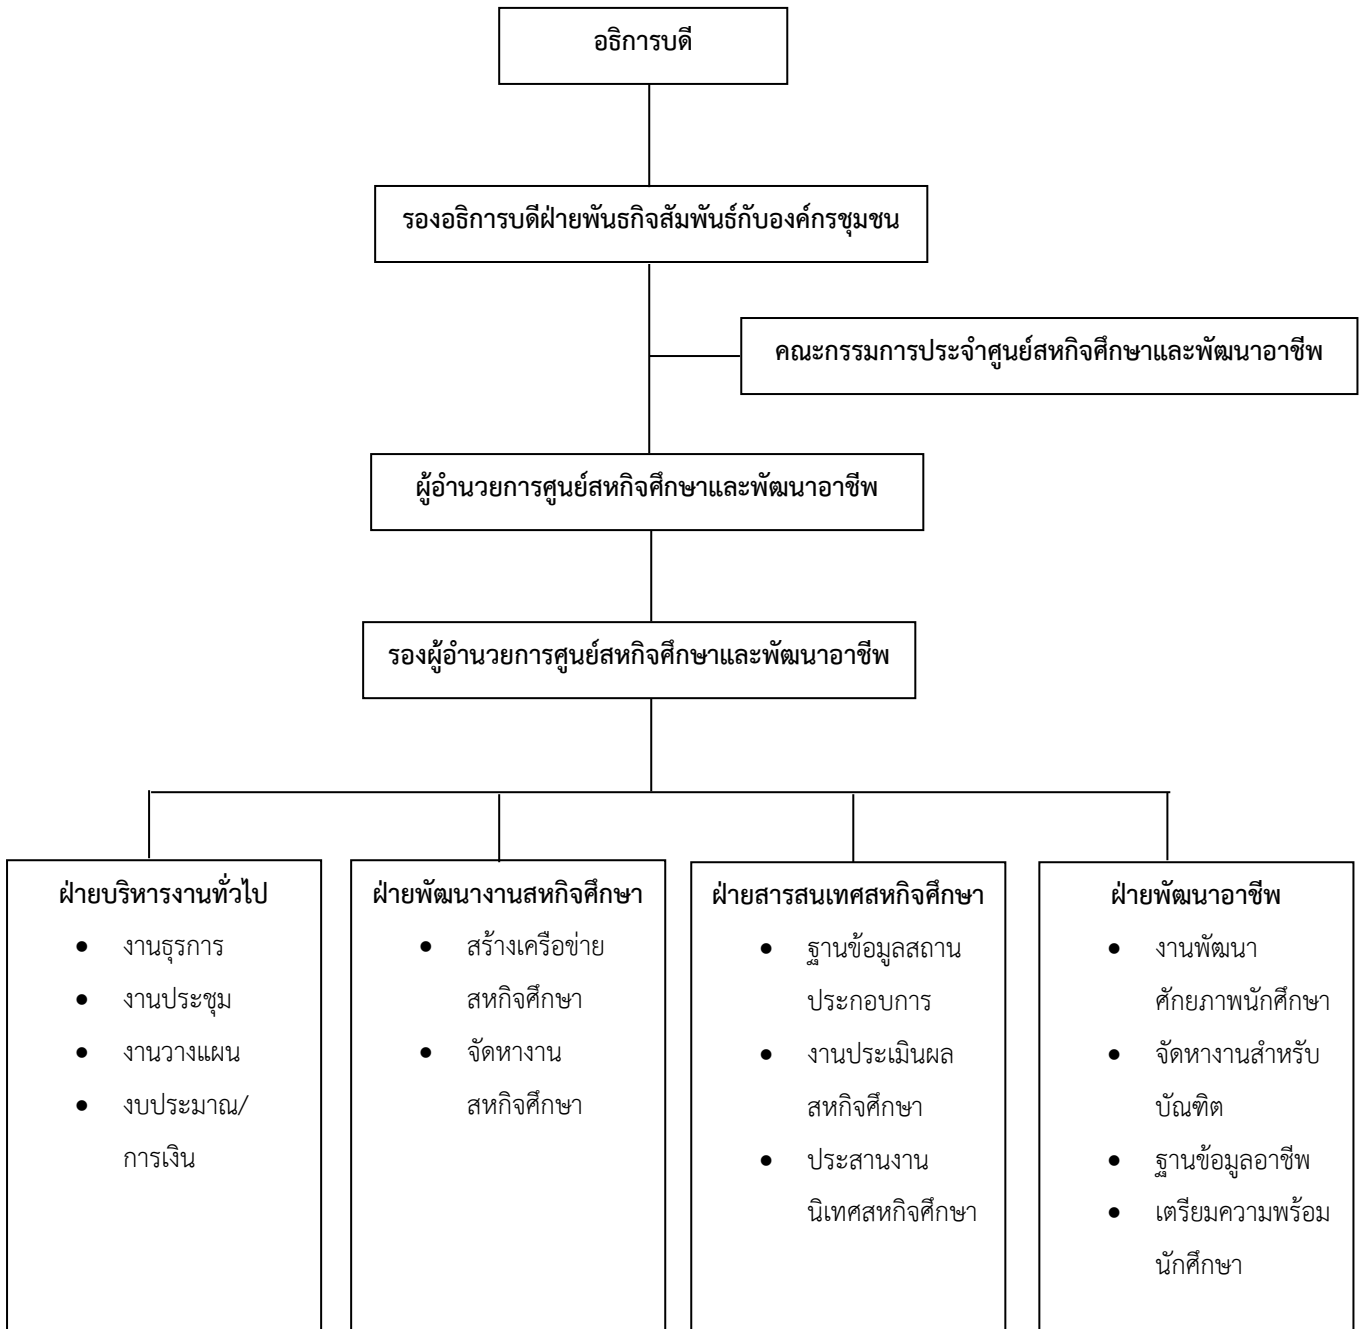 อธิการบดี
รองอธิการบดีฝ่ายพันธกิจสัมพันธ์กับองค์กรชุมชน
คณะกรรมการประจำศูนย์สหกิจศึกษาและพัฒนาอาชีพ
ผู้อำนวยการศูนย์สหกิจศึกษาและพัฒนาอาชีพ
รองผู้อำนวยการศูนย์สหกิจศึกษาและพัฒนาอาชีพ
ฝ่ายบริหารงานทั่วไป
• งานธุรการ
• งานประชุม
• งานวางแผน
• งบประมาณ/
การเงิน
ฝ่ายพัฒนางานสหกิจศึกษา
• สร้างเครือข่าย
สหกิจศึกษา
• จัดหางาน
สหกิจศึกษา
ฝ่ายสารสนเทศสหกิจศึกษา
• ฐานข้อมูลสถาน
ประกอบการ
• งานประเมินผล
สหกิจศึกษา
• ประสานงาน
นิเทศสหกิจศึกษา
ฝ่ายพัฒนาอาชีพ
• งานพัฒนา
ศักยภาพนักศึกษา
• จัดหางานสำหรับ
บัณฑิต
• ฐานข้อมูลอาชีพ
• เตรียมความพร้อม
นักศึกษา